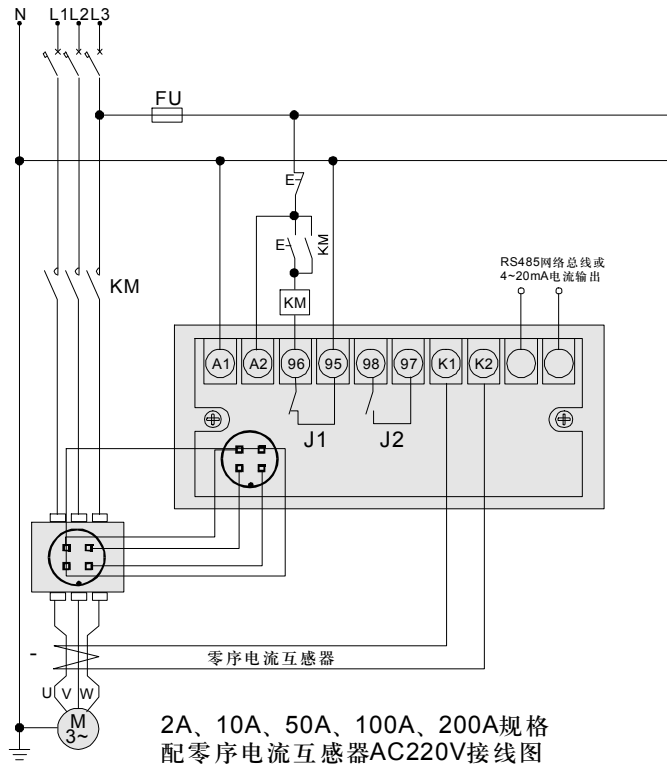 N L1 L2 L3
FU
E
E
KM
KM
KM
RS485网络总线或
4~20mA电流输出
A1 A2 96 95 98 97 K1 K2
J1 J2
-
零序电流互感器
U V W
M
3~
2A、10A、50A、100A、200A规格
配零序电流互感器AC220V接线图